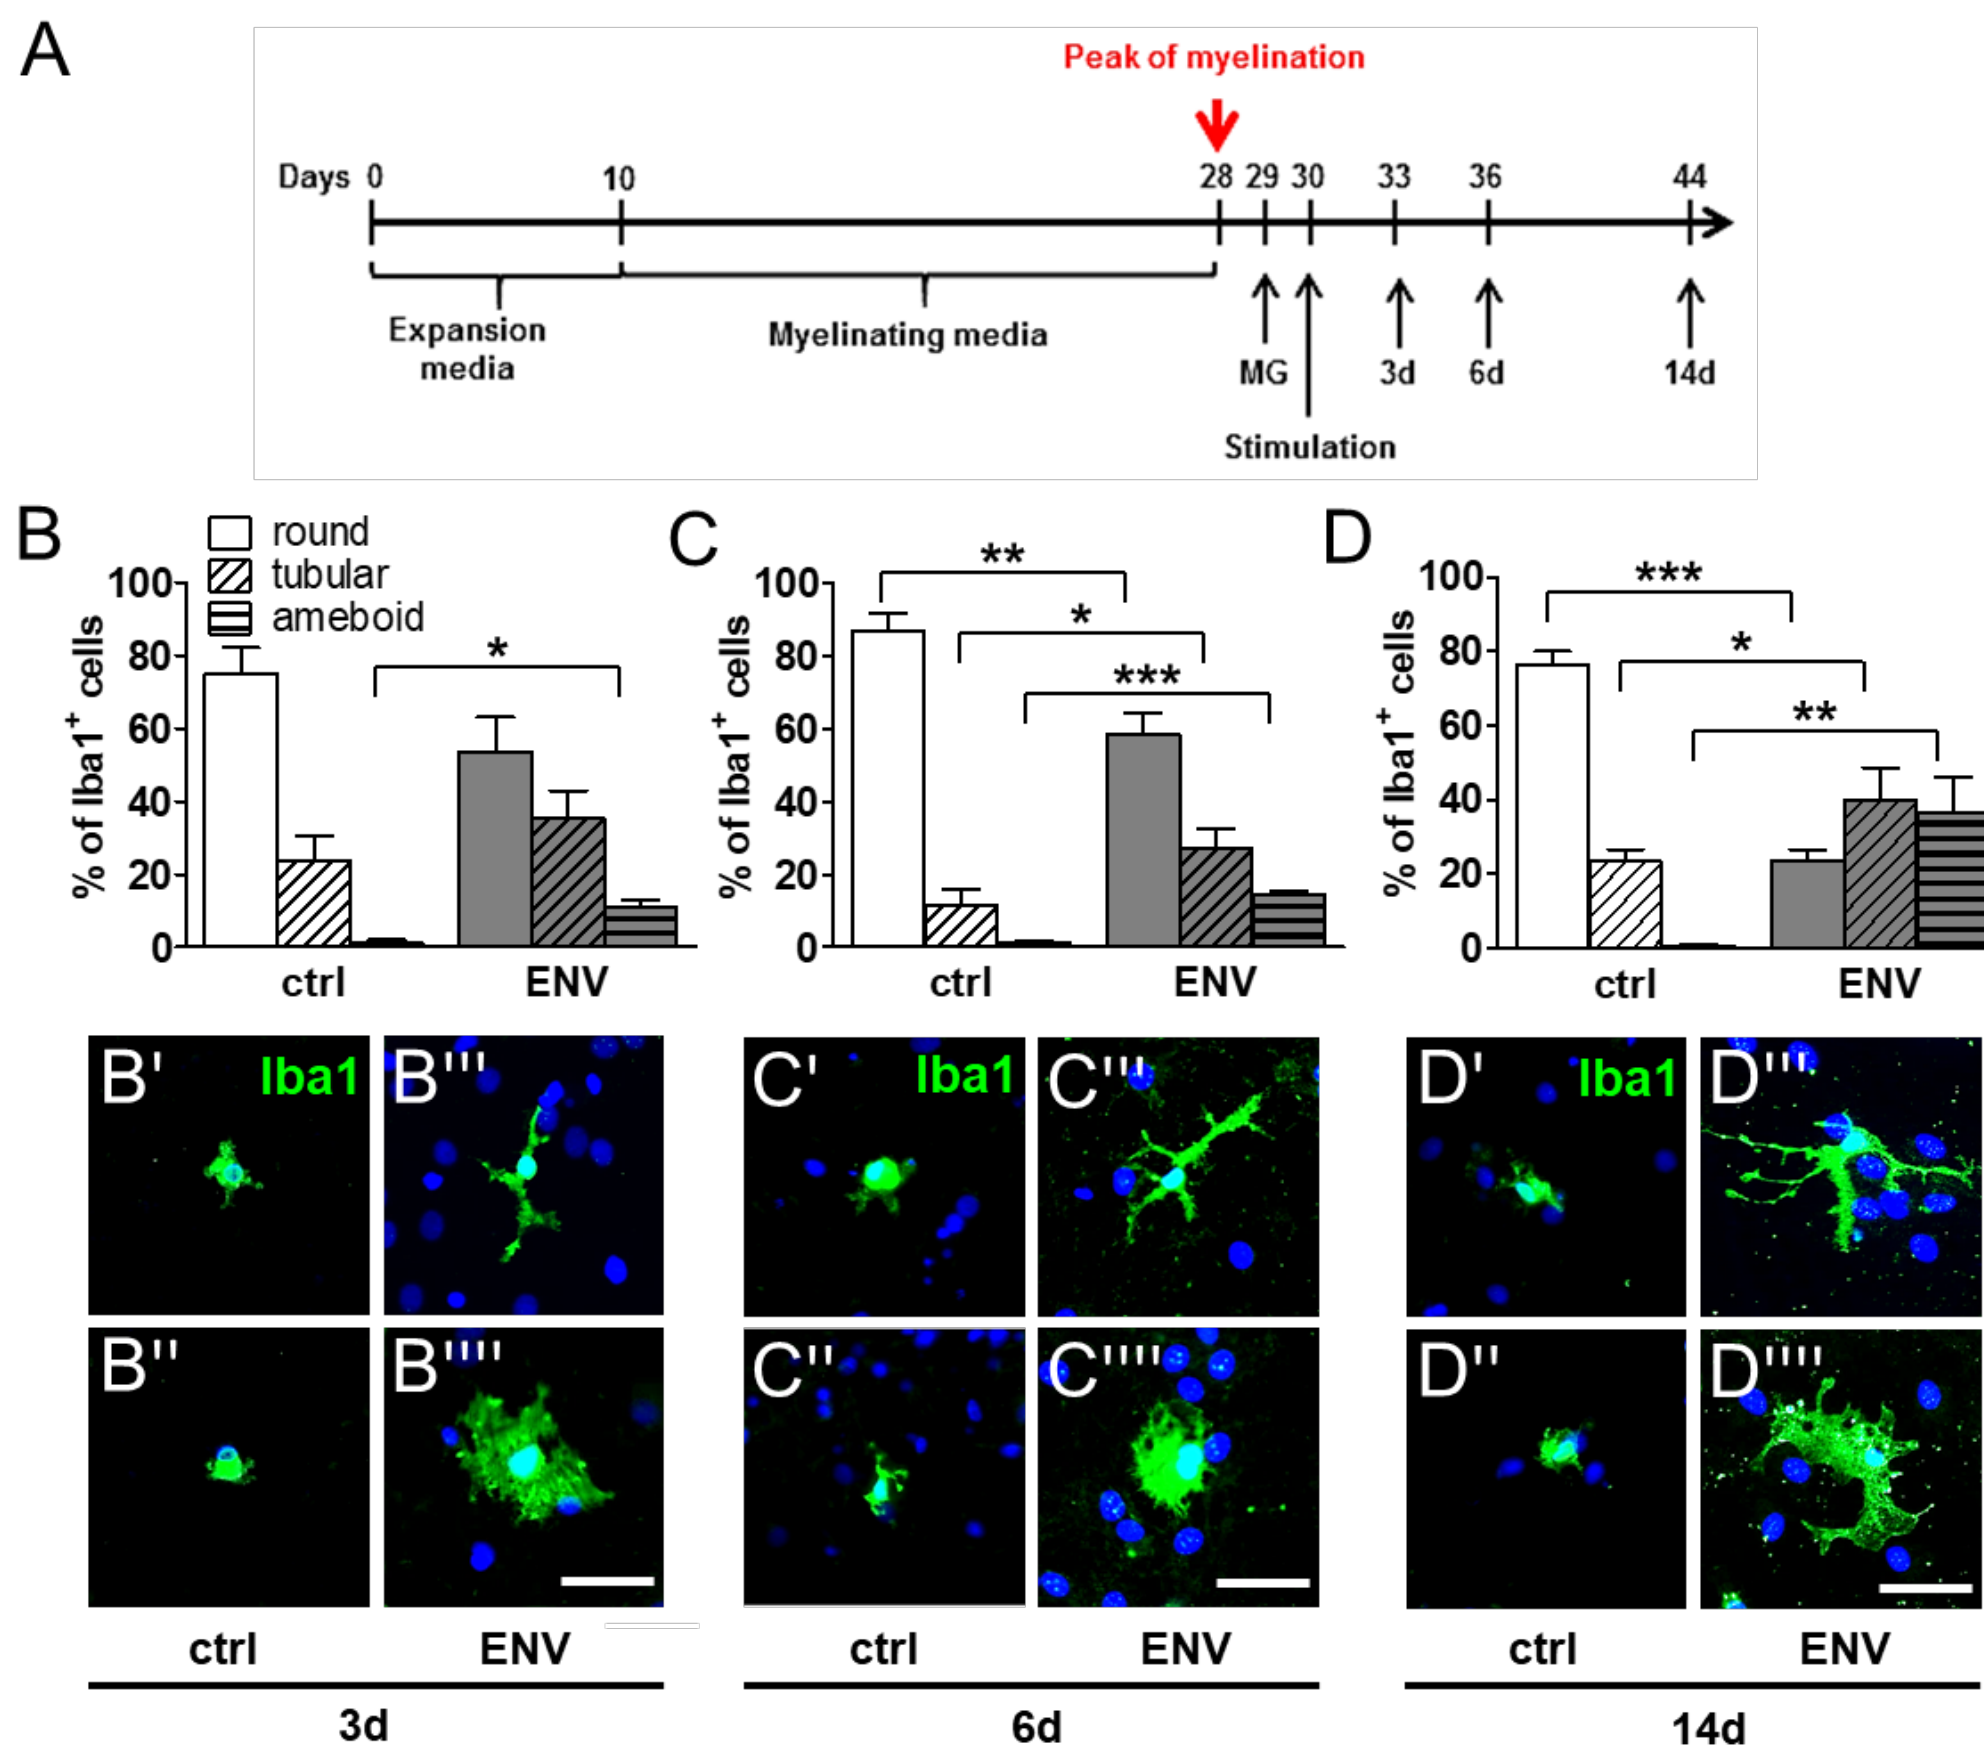 A
Peak of myelination
Days 0 10 28 29 30 33 36 44
Expansion
media
Myelinating media
MG 3d 6d 14d
Stimulation
B
round
tubular
ameboid
100
80
60
40
20
0
% of Iba1+ cells
*
ctrl ENV
C
100
80
60
40
20
0
% of Iba1+ cells
**
*
***
ctrl ENV
D
100
80
60
40
20
0
% of Iba1+ cells
***
*
**
ctrl ENV
B' Iba1 B''' C' Iba1 C''' D' Iba1 D'''
B'' B'''' C'' C'''' D'' D''''
ctrl ENV ctrl ENV ctrl ENV
3d 6d 14d